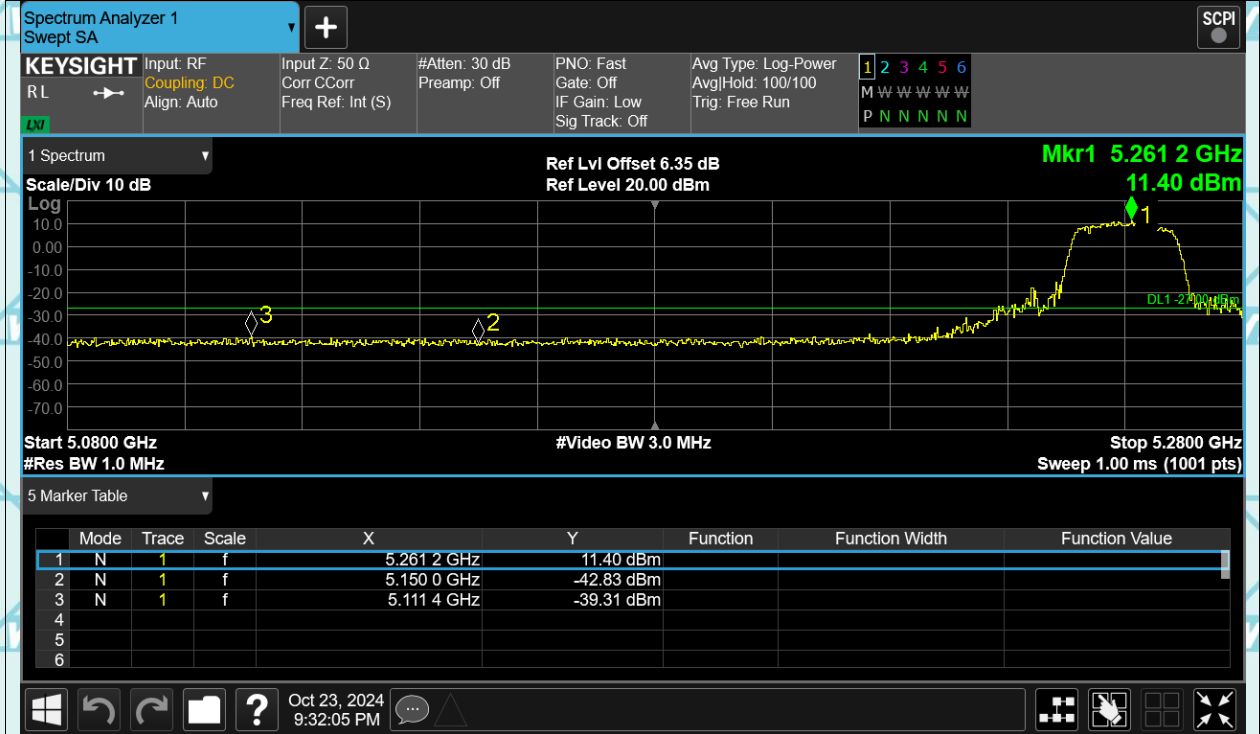 Spectrum Analyzer 1
Swept SA
SCPI
KEYSIGHT Input: RF Input Z: 50 Ω #Atten: 30 dB PNO: Fast Avg Type: Log-Power 1 2 3 4 5 6
R L Coupling: DC Corr CCorr Preamp: Off Gate: Off Avg|Hold: 100/100 M W W W W W W
Align: Auto Freq Ref: Int (S) IF Gain: Low Trig: Free Run P N N N N N N
LXI Sig Track: Off
1 Spectrum
Ref Lvl Offset 6.35 dB
Mkr1 5.261 2 GHz
Scale/Div 10 dB Ref Level 20.00 dBm 11.40 dBm
Log
10.0
0.00
-10.0
-20.0
-30.0
-40.0
-50.0
-60.0
-70.0
1
DL1 -27.00 dBm
3
2
Start 5.0800 GHz #Video BW 3.0 MHz Stop 5.2800 GHz
#Res BW 1.0 MHz Sweep 1.00 ms (1001 pts)
5 Marker Table
Mode Trace Scale X Y Function Function Width Function Value
1 N 1 f 5.261 2 GHz 11.40 dBm
2 N 1 f 5.150 0 GHz -42.83 dBm
3 N 1 f 5.111 4 GHz -39.31 dBm
4
5
6
? Oct 23, 2024
9:32:05 PM